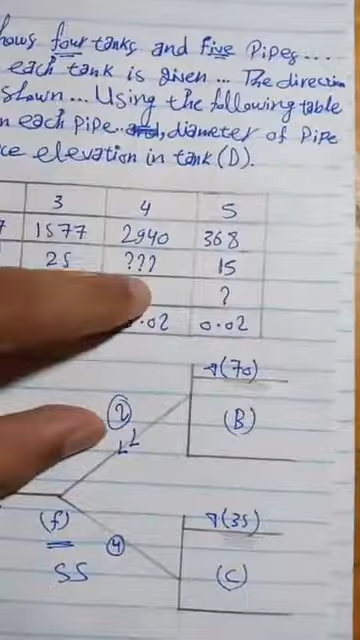 hows four tanks and five pipes....
each tank is given... The direction
shown... Using the following table
n each pipe, diameter of pipe
ce elevation in tank (D).
3 4 5
7 1577 2940 368
25 ??? 15
?
0.02 0.02
(70)
2
(B)
(f)
(35)
4
55
(C)